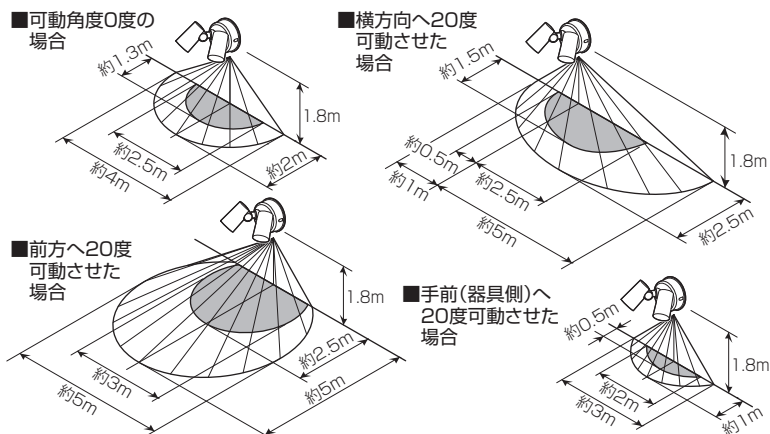 ■可動角度0度の
場合
約1.3m
1.8m
約2.5m
約4m
約2m
■横方向へ20度
可動させた
場合
約1.5m
1.8m
約0.5m
約1m
約2.5m
約5m
約2.5m
■前方へ20度
可動させた
場合
1.8m
約2.5m
約3m
約5m
約5m
■手前(器具側)へ
20度可動させた
場合
約0.5m
1.8m
約2m
約3m
約1m